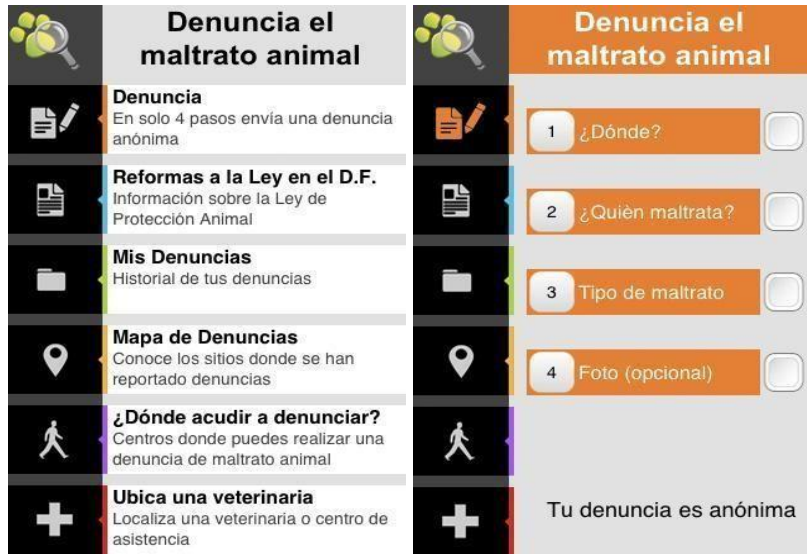 Denuncia el
maltrato animal
Denuncia
En solo 4 pasos envía una denuncia
anónima
Reformas a la Ley en el D.F.
Información sobre la Ley de
Protección Animal
Mis Denuncias
Historial de tus denuncias
Mapa de Denuncias
Conoce los sitios donde se han
reportado denuncias
¿Dónde acudir a denunciar?
Centros donde puedes realizar una
denuncia de maltrato animal
Ubica una veterinaria
Localiza una veterinaria o centro de
asistencia
Denuncia el
maltrato animal
1 ¿Dónde?
2 ¿Quièn maltrata?
3 Tipo de maltrato
4 Foto (opcional)
Tu denuncia es anónima